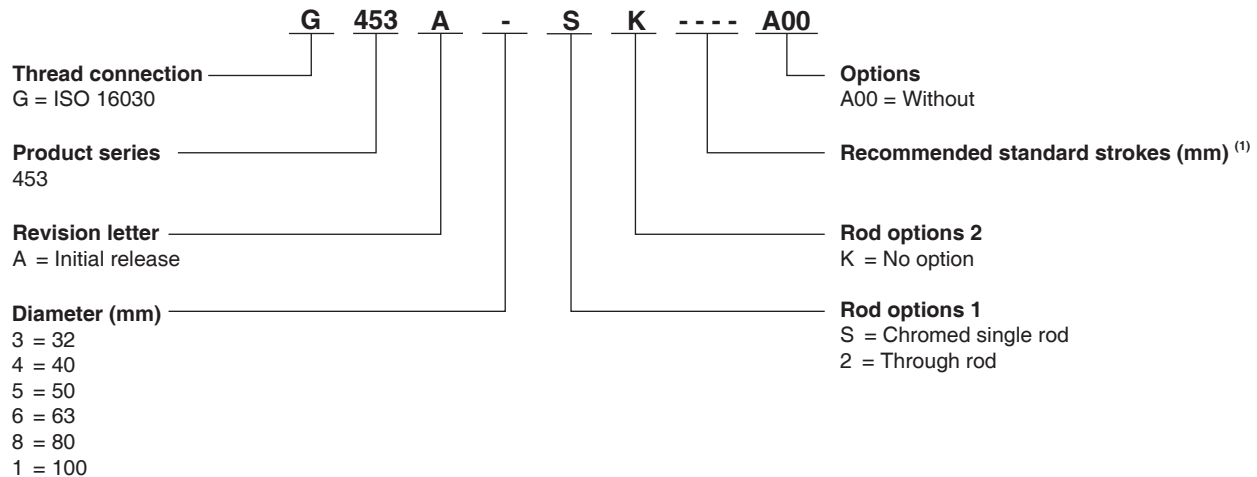 G 453 A - S K - - - - A00
Thread connection
G = ISO 16030
Product series
453
Revision letter
A = Initial release
Diameter (mm)
3 = 32
4 = 40
5 = 50
6 = 63
8 = 80
1 = 100
Options
A00 = Without
Recommended standard strokes (mm) (1)
Rod options 2
K = No option
Rod options 1
S = Chromed single rod
2 = Through rod